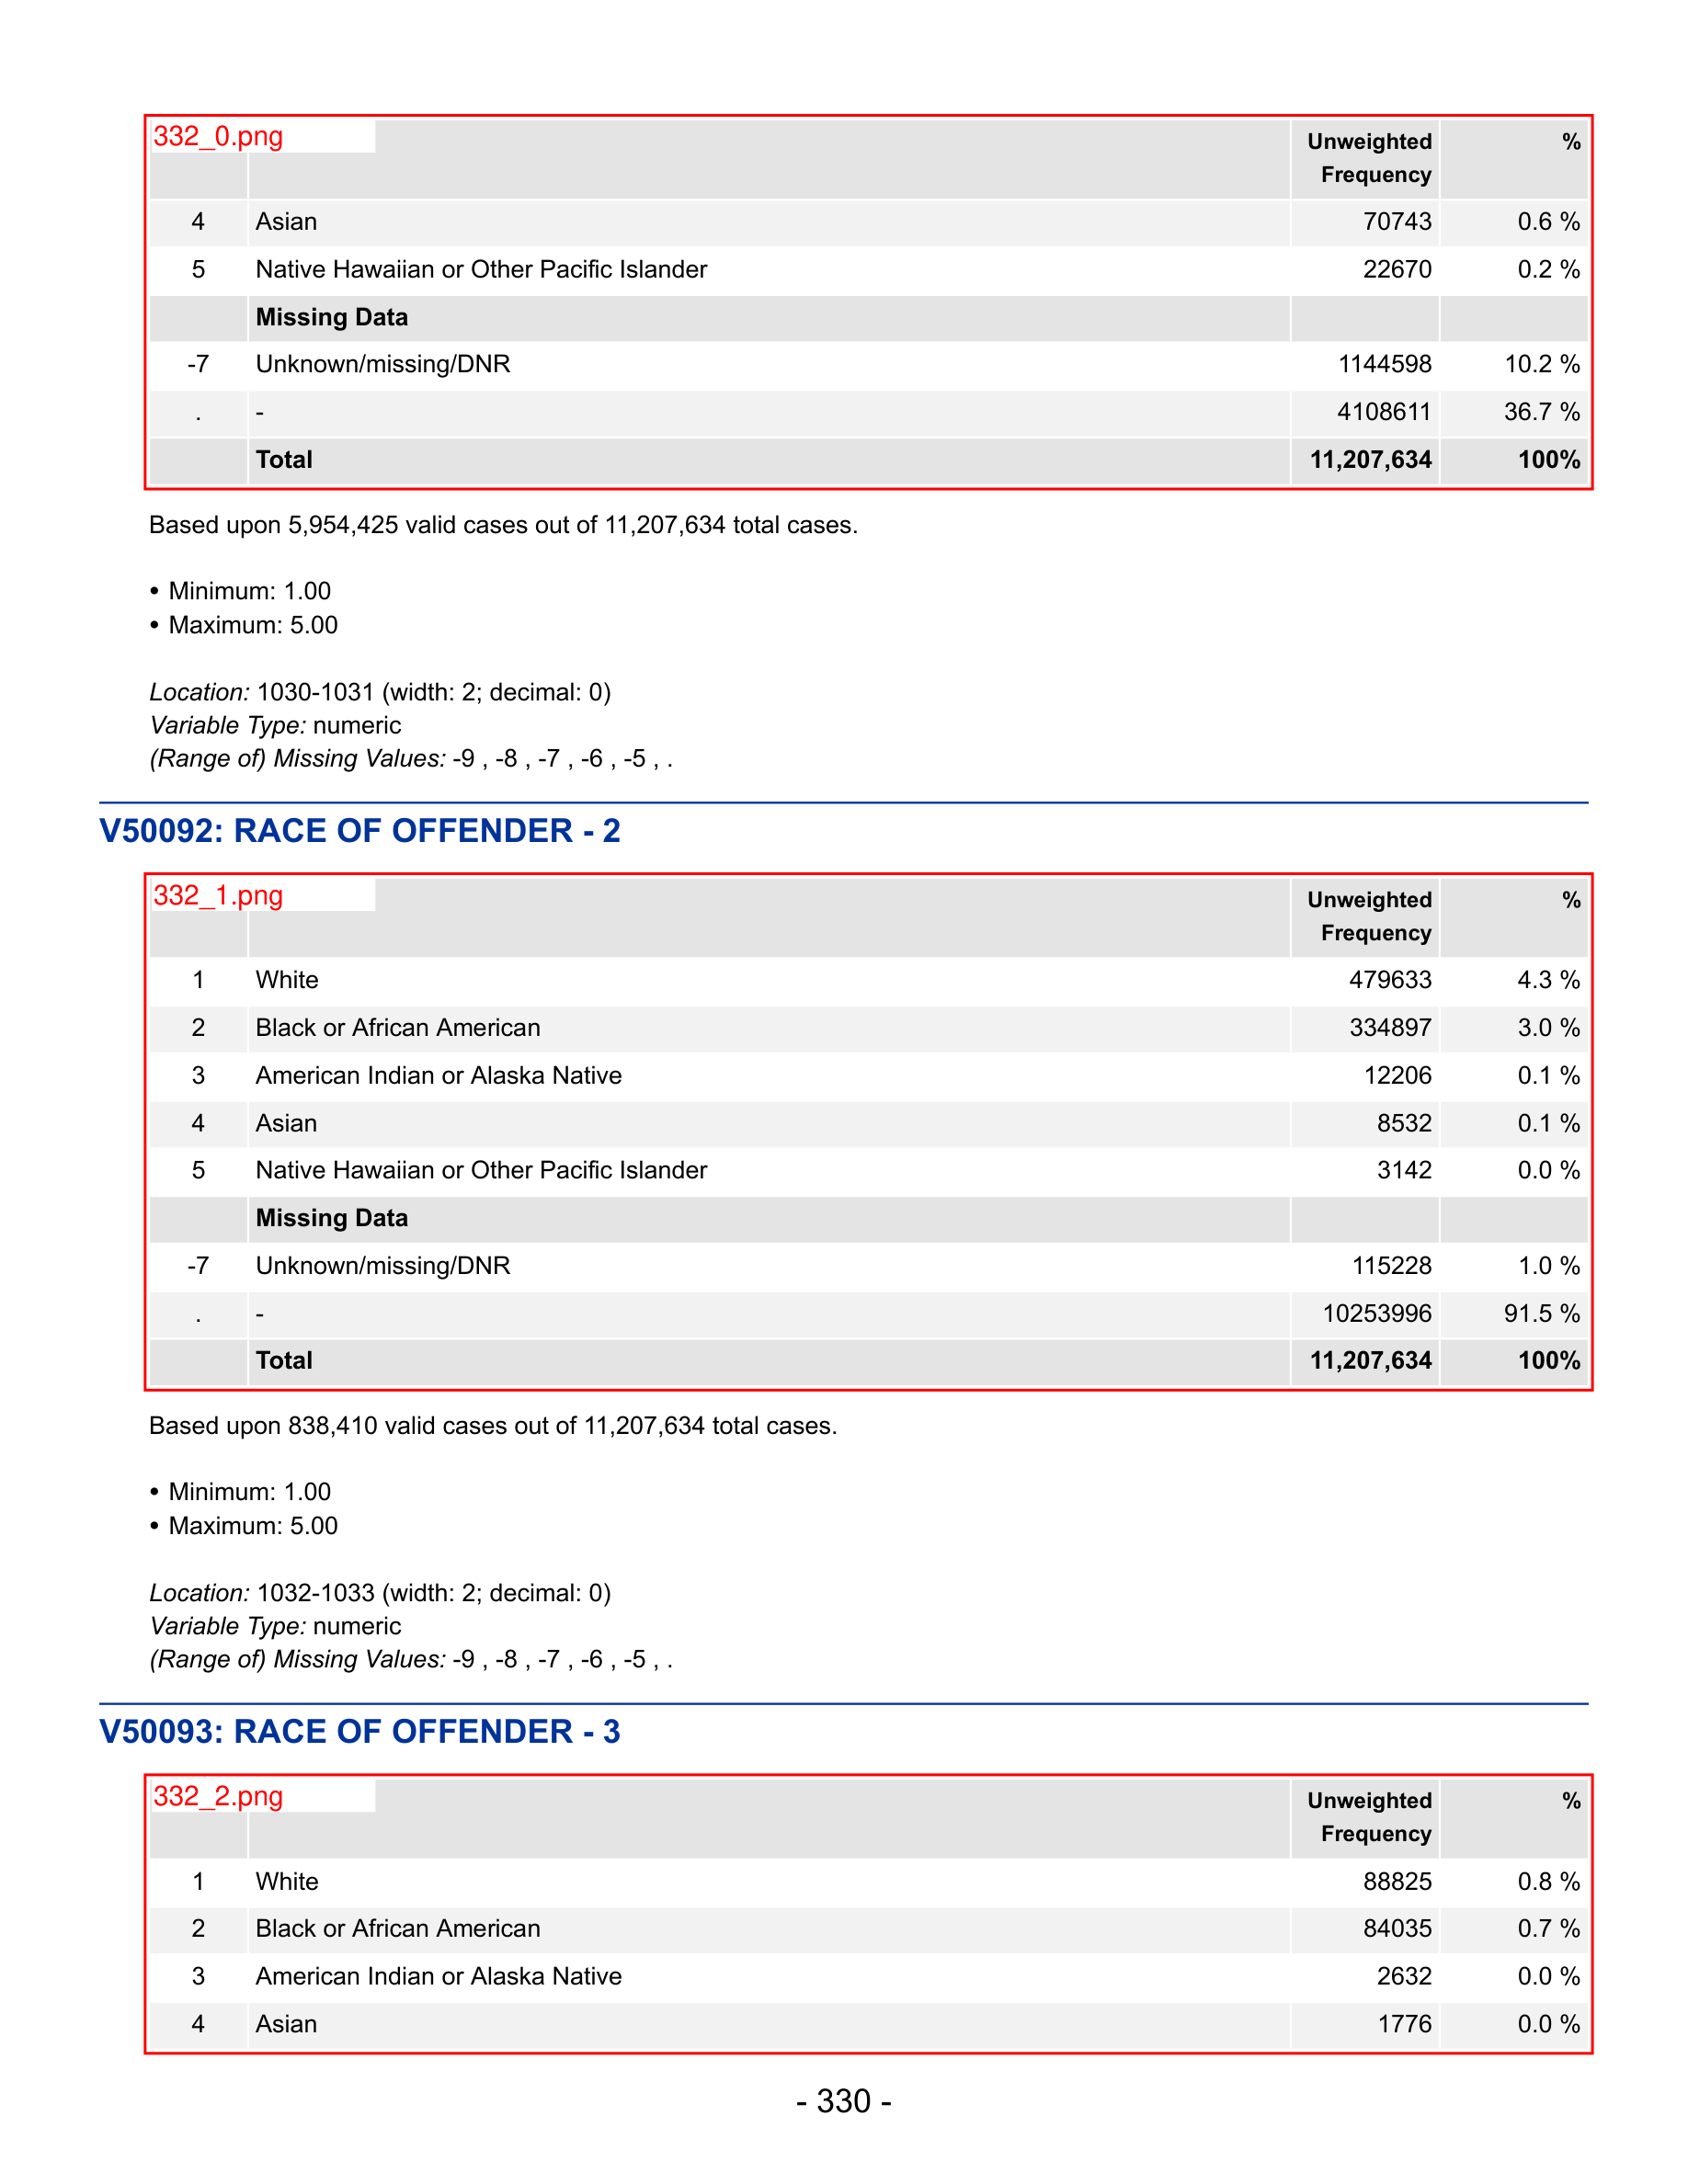 332_0.png
Unweighted Frequency %
4 Asian 70743 0.6 %
5 Native Hawaiian or Other Pacific Islander 22670 0.2 %
Missing Data
-7 Unknown/missing/DNR 1144598 10.2 %
. - 4108611 36.7 %
Total 11,207,634 100%
Based upon 5,954,425 valid cases out of 11,207,634 total cases.
• Minimum: 1.00
• Maximum: 5.00
Location: 1030-1031 (width: 2; decimal: 0)
Variable Type: numeric
(Range of) Missing Values: -9 , -8 , -7 , -6 , -5 , .
V50092: RACE OF OFFENDER - 2
332_1.png
Unweighted Frequency %
1 White 479633 4.3 %
2 Black or African American 334897 3.0 %
3 American Indian or Alaska Native 12206 0.1 %
4 Asian 8532 0.1 %
5 Native Hawaiian or Other Pacific Islander 3142 0.0 %
Missing Data
-7 Unknown/missing/DNR 115228 1.0 %
. - 10253996 91.5 %
Total 11,207,634 100%
Based upon 838,410 valid cases out of 11,207,634 total cases.
• Minimum: 1.00
• Maximum: 5.00
Location: 1032-1033 (width: 2; decimal: 0)
Variable Type: numeric
(Range of) Missing Values: -9 , -8 , -7 , -6 , -5 , .
V50093: RACE OF OFFENDER - 3
332_2.png
Unweighted Frequency %
1 White 88825 0.8 %
2 Black or African American 84035 0.7 %
3 American Indian or Alaska Native 2632 0.0 %
4 Asian 1776 0.0 %
- 330 -